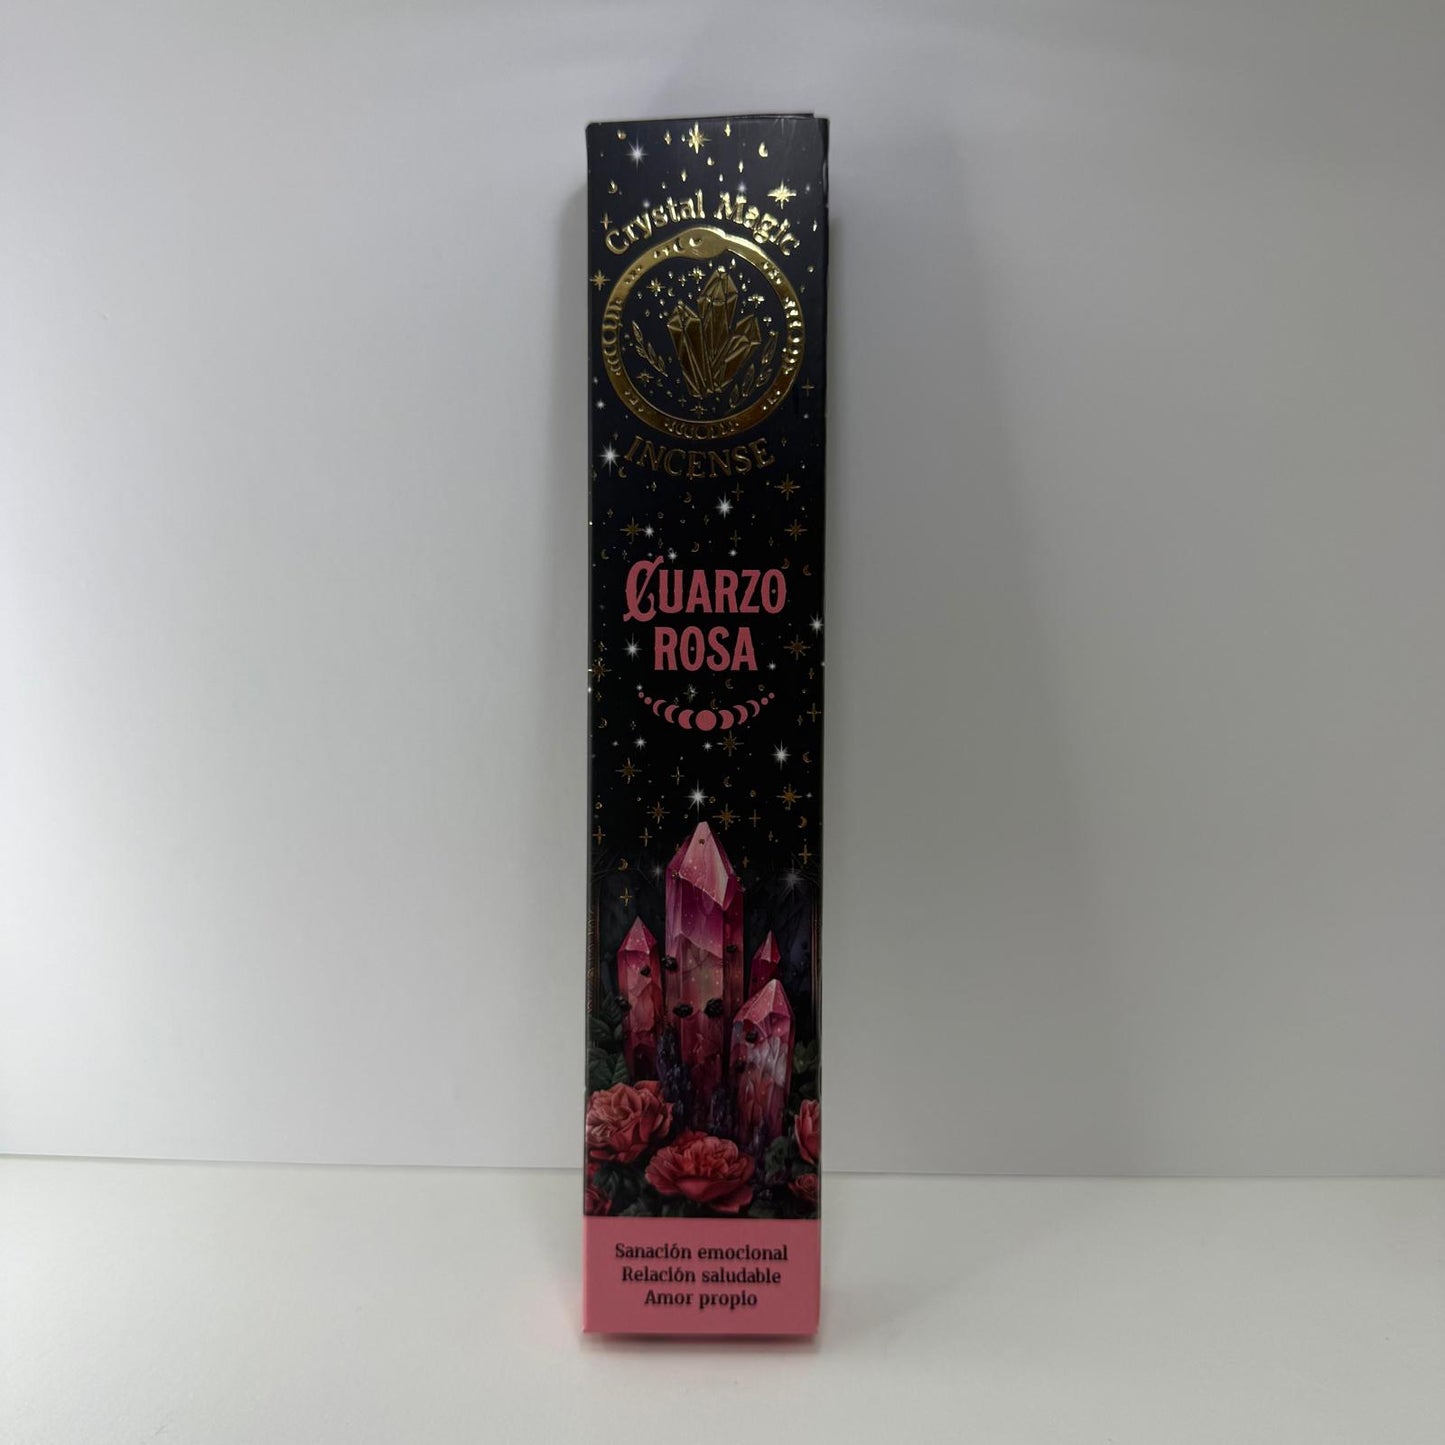 Crystal Magic
INCENSE
CUARZO
ROSA
Sanación emocional
Relación saludable
Amor propio